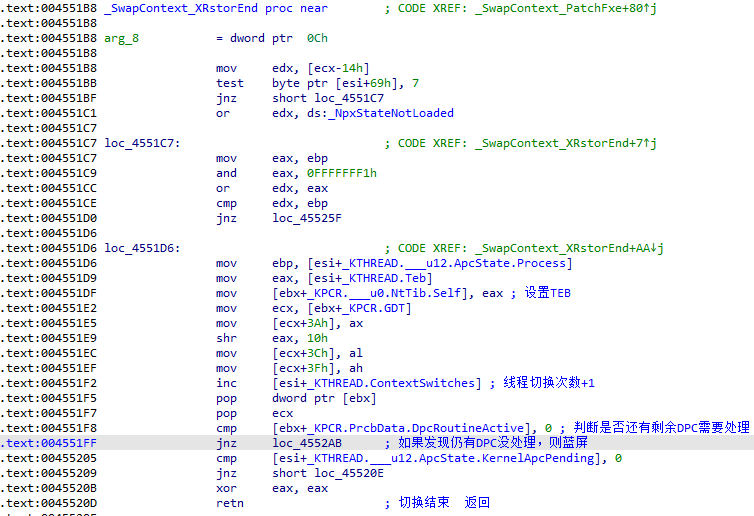 .text:004551B8 _SwapContext_XRstorEnd proc near ; CODE XREF: _SwapContext_PatchFxe+80↑j
.text:004551B8
.text:004551B8 arg_8 = dword ptr 0Ch
.text:004551B8
.text:004551B8 mov edx, [ecx-14h]
.text:004551BB test byte ptr [esi+69h], 7
.text:004551BF jnz short loc_4551C7
.text:004551C1 or edx, ds:_NpxStateNotLoaded
.text:004551C7
.text:004551C7 loc_4551C7: ; CODE XREF: _SwapContext_XRstorEnd+7↑j
.text:004551C7 mov eax, ebp
.text:004551C9 and eax, 0FFFFFFF1h
.text:004551CC or edx, eax
.text:004551CE cmp edx, ebp
.text:004551D0 jnz loc_45525F
.text:004551D6
.text:004551D6 loc_4551D6: ; CODE XREF: _SwapContext_XRstorEnd+AA↓j
.text:004551D6 mov ebp, [esi+_KTHREAD.___u12.ApcState.Process]
.text:004551D9 mov eax, [esi+_KTHREAD.Teb]
.text:004551DF mov [ebx+_KPCR.___u0.NtTib.Self], eax ; 设置TEB
.text:004551E2 mov ecx, [ebx+_KPCR.GDT]
.text:004551E5 mov [ecx+3Ah], ax
.text:004551E9 shr eax, 10h
.text:004551EC mov [ecx+3Ch], al
.text:004551EF mov [ecx+3Fh], ah
.text:004551F2 inc [esi+_KTHREAD.ContextSwitches] ; 线程切换次数+1
.text:004551F5 pop dword ptr [ebx]
.text:004551F7 pop ecx
.text:004551F8 cmp [ebx+_KPCR.PrcbData.DpcRoutineActive], 0 ; 判断是否还有剩余DPC需要处理
.text:004551FF jnz loc_4552AB ; 如果发现仍有DPC没处理，则蓝屏
.text:00455205 cmp [esi+_KTHREAD.___u12.ApcState.KernelApcPending], 0
.text:00455209 jnz short loc_45520E
.text:0045520B xor eax, eax
.text:0045520D retn ; 切换结束 返回